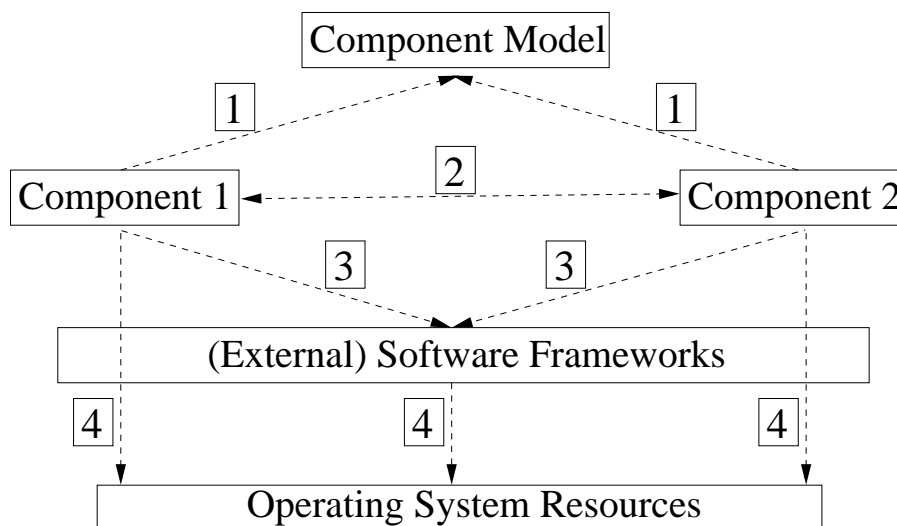 Component Model
1
1
2
Component 1
Component 2
3
3
(External) Software Frameworks
4
4
4
Operating System Resources